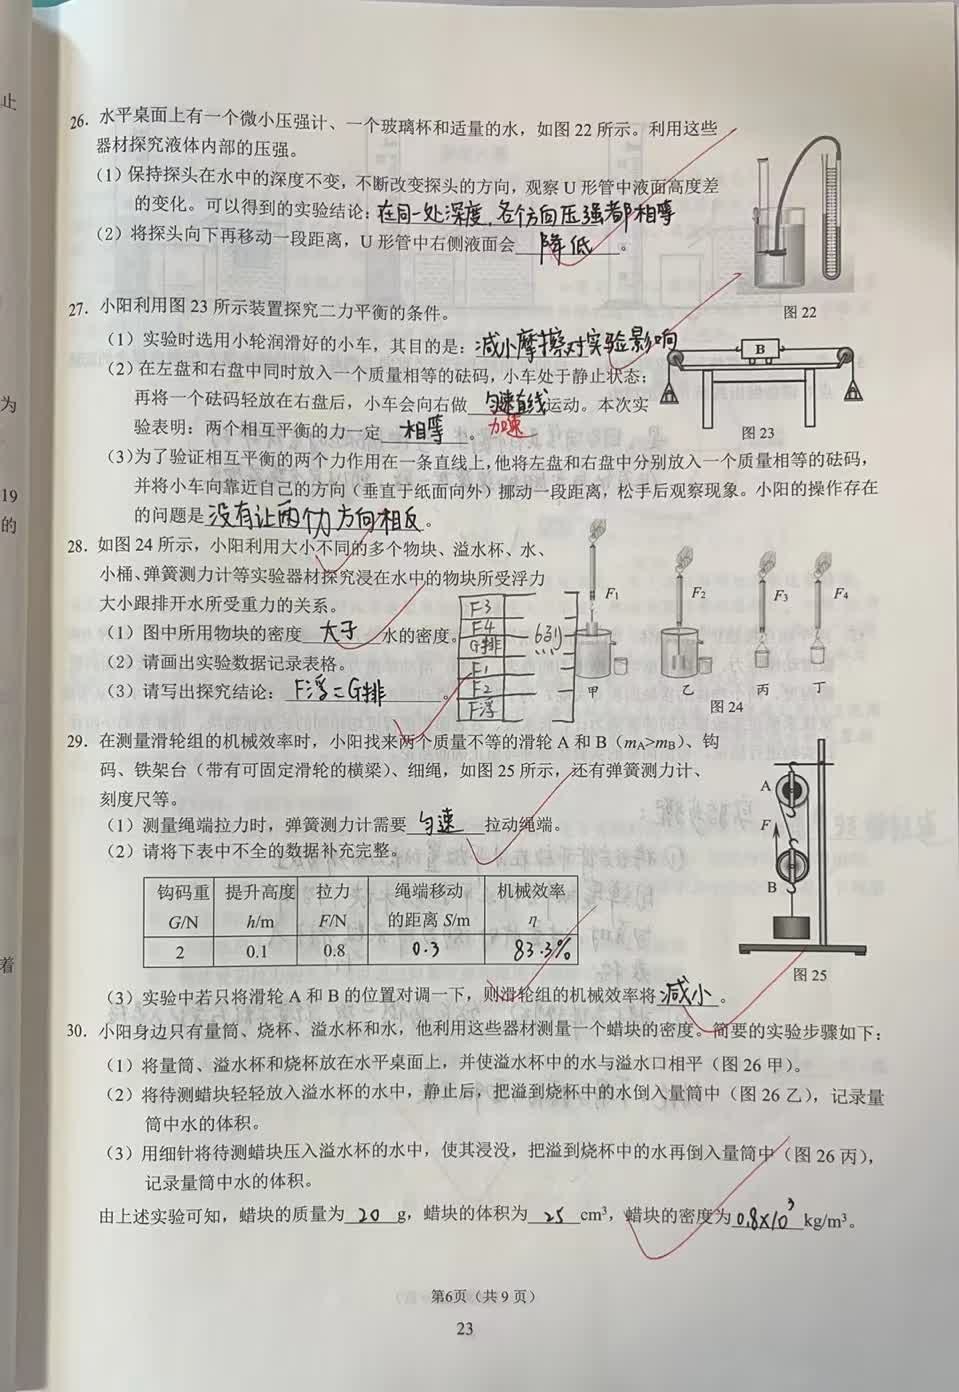 止
为
19
的
着
26. 水平桌面上有一个微小压强计、一个玻璃杯和适量的水，如图22所示。利用这些
器材探究液体内部的压强。
（1）保持探头在水中的深度不变，不断改变探头的方向，观察U形管中液面高度差
的变化。可以得到的实验结论：在同一处深度，各个方向压强都相等
（2）将探头向下再移动一段距离，U形管中右侧液面会 降低 。
图22
27. 小阳利用图23所示装置探究二力平衡的条件。
（1）实验时选用小轮润滑好的小车，其目的是：减小摩擦对实验影响
（2）在左盘和右盘中同时放入一个质量相等的砝码，小车处于静止状态；
再将一个砝码轻放在右盘后，小车会向右做 匀速直线 运动。本次实
加速
验表明：两个相互平衡的力一定 相等 。
B
图23
（3）为了验证相互平衡的两个力作用在一条直线上，他将左盘和右盘中分别放入一个质量相等的砝码，
并将小车向靠近自己的方向（垂直于纸面向外）挪动一段距离，松手后观察现象。小阳的操作存在
的问题是 没有让两个力方向相反 。
28. 如图24所示，小阳利用大小不同的多个物块、溢水杯、水、
小桶、弹簧测力计等实验器材探究浸在水中的物块所受浮力
大小跟排开水所受重力的关系。
（1）图中所用物块的密度 大于 水的密度。
（2）请画出实验数据记录表格。
（3）请写出探究结论： F浮=G排 。
F3
F4
G排
F1
F2
F浮
6列
F1
F2
F3
F4
甲 乙 丙 丁
图24
29. 在测量滑轮组的机械效率时，小阳找来两个质量不等的滑轮A和B（mA>mB）、钩
码、铁架台（带有可固定滑轮的横梁）、细绳，如图25所示，还有弹簧测力计、
刻度尺等。
（1）测量绳端拉力时，弹簧测力计需要 匀速 拉动绳端。
（2）请将下表中不全的数据补充完整。
钩码重 提升高度 拉力 绳端移动 机械效率
G/N h/m F/N 的距离 S/m η
2 0.1 0.8 0.3 83.3%
A
F
B
图25
（3）实验中若只将滑轮A和B的位置对调一下，则滑轮组的机械效率将 减小 。
30. 小阳身边只有量筒、烧杯、溢水杯和水，他利用这些器材测量一个蜡块的密度。简要的实验步骤如下：
（1）将量筒、溢水杯和烧杯放在水平桌面上，并使溢水杯中的水与溢水口相平（图26甲）。
（2）将待测蜡块轻轻放入溢水杯的水中，静止后，把溢到烧杯中的水倒入量筒中（图26乙），记录量
筒中水的体积。
（3）用细针将待测蜡块压入溢水杯的水中，使其浸没，把溢到烧杯中的水再倒入量筒中（图26丙），
记录量筒中水的体积。
由上述实验可知，蜡块的质量为 20 g，蜡块的体积为 25 cm³，蜡块的密度为 0.8×10³ kg/m³。
第6页（共9页）
23